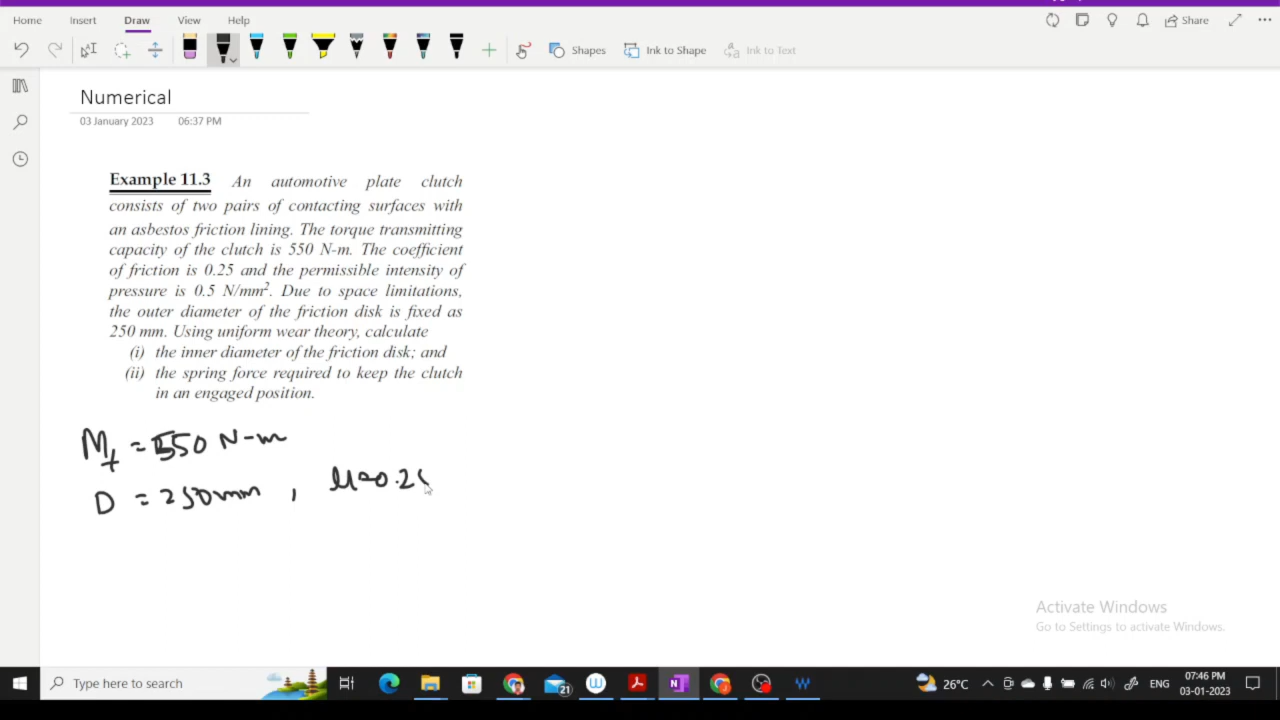 Home Insert Draw View Help
Share
Shapes Ink to Shape Ink to Text
Numerical
03 January 2023 06:37 PM
Example 11.3 An automotive plate clutch
consists of two pairs of contacting surfaces with
an asbestos friction lining. The torque transmitting
capacity of the clutch is 550 N-m. The coefficient
of friction is 0.25 and the permissible intensity of
pressure is 0.5 N/mm². Due to space limitations,
the outer diameter of the friction disk is fixed as
250 mm. Using uniform wear theory, calculate
(i) the inner diameter of the friction disk; and
(ii) the spring force required to keep the clutch
in an engaged position.
Mt = 550 N-m
D = 250mm , μ=0.25
Activate Windows
Go to Settings to activate Windows.
Type here to search
21
26°C
ENG
07:46 PM
03-01-2023